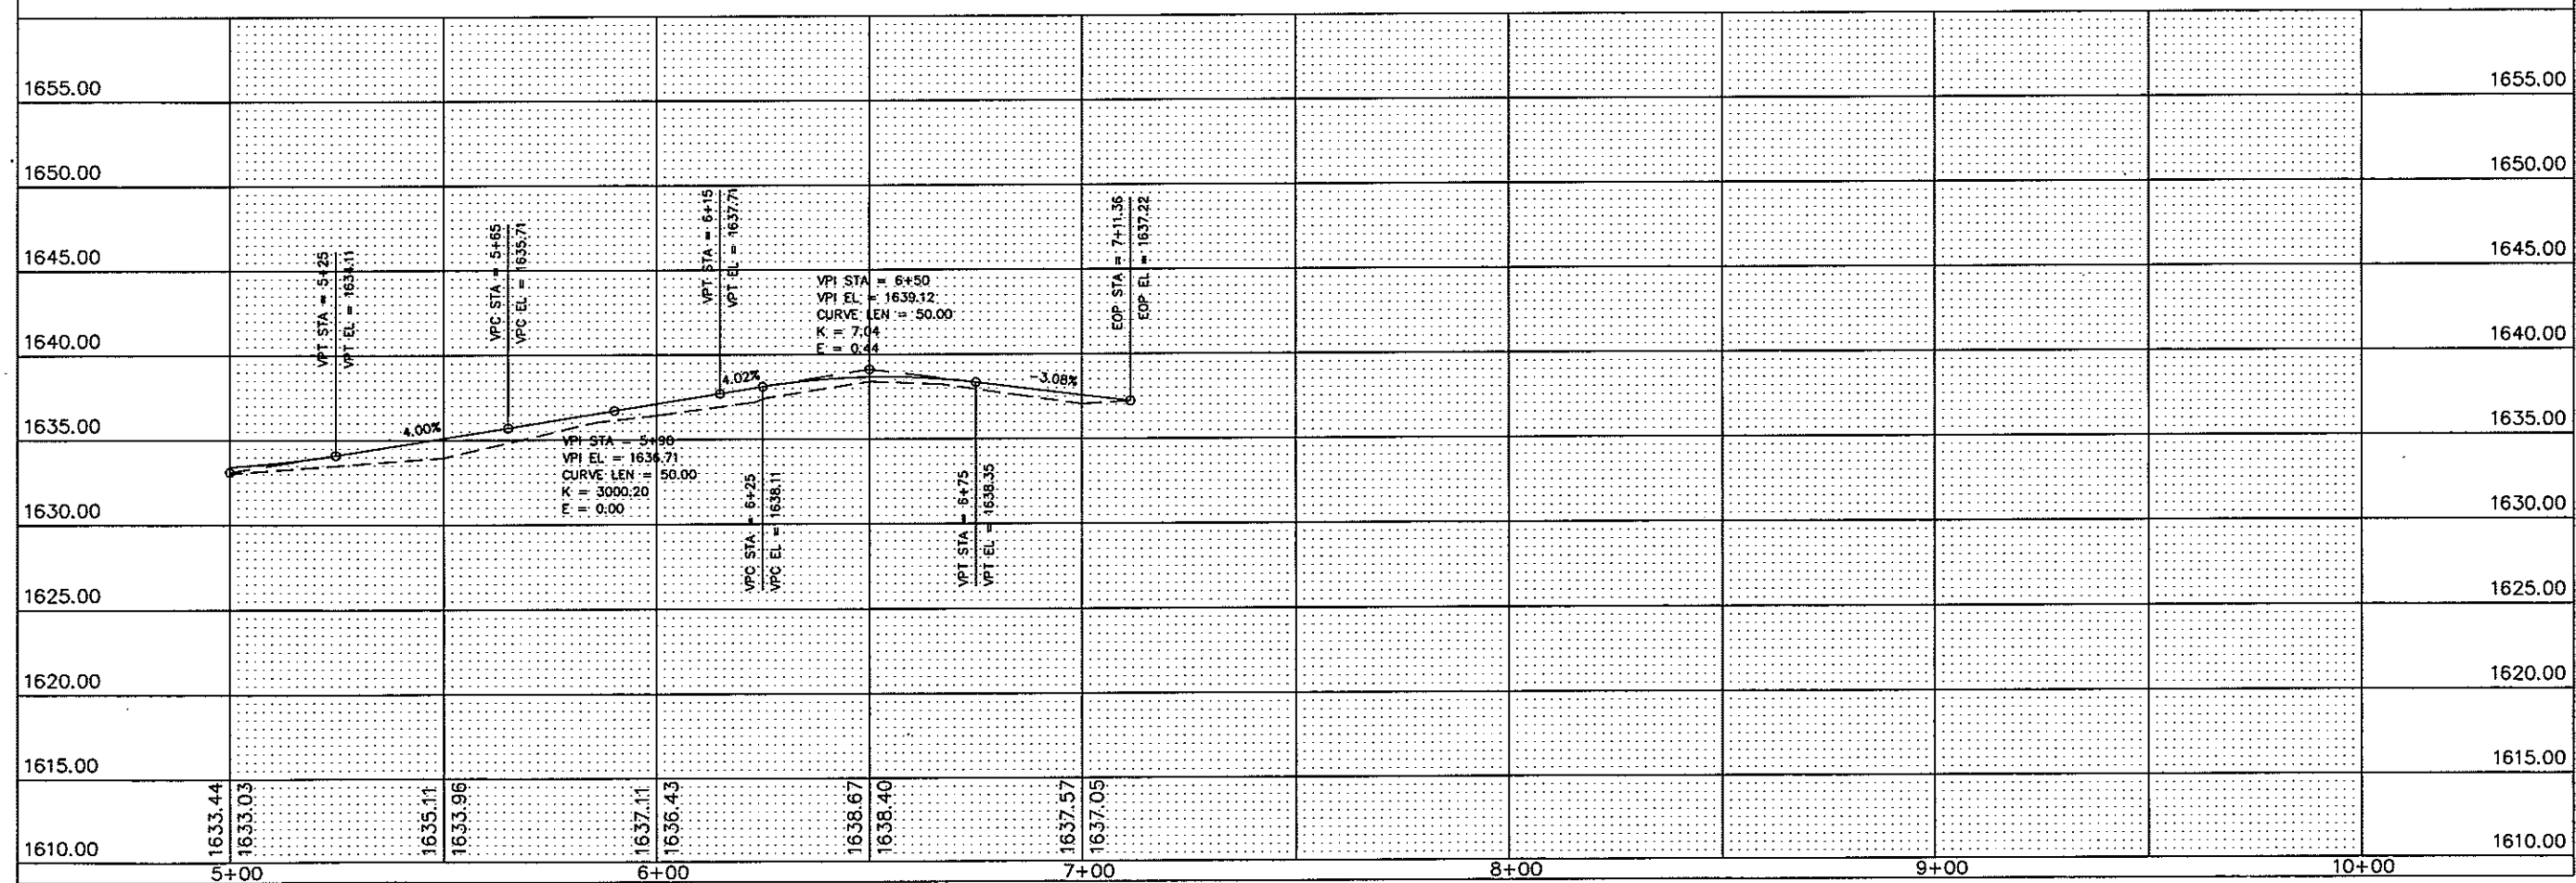 1655.00
1655.00
1650.00
1650.00
1645.00
1645.00
1640.00
1640.00
1635.00
1635.00
1630.00
1630.00
1625.00
1625.00
1620.00
1620.00
1615.00
1615.00
1610.00
1610.00
VPT STA = 5+25
VPT EL = 1634.11
VPC STA = 5+65
VPC EL = 1635.71
VPT STA = 6+15
VPT EL = 1637.71
VPI STA = 6+50
VPI EL = 1639.12
CURVE LEN = 50.00
K = 7.04
E = 0.44
EOP STA = 7+11.36
EOP EL = 1637.22
4.00%
4.02%
-3.08%
VPI STA = 5+90
VPI EL = 1636.71
CURVE LEN = 50.00
K = 3000.20
E = 0.00
VPC STA = 6+25
VPC EL = 1638.11
VPT STA = 6+75
VPT EL = 1638.35
1633.44
1633.03
1635.11
1633.96
1637.11
1636.43
1638.67
1638.40
1637.57
1637.05
5+00
6+00
7+00
8+00
9+00
10+00